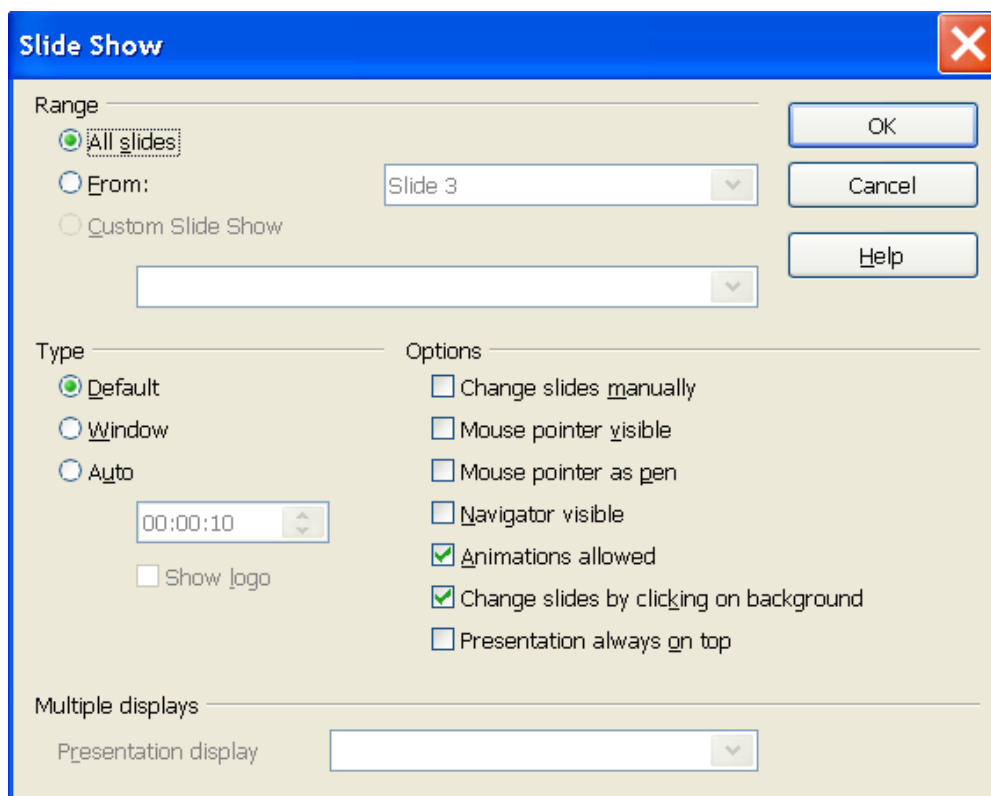 Slide Show
Range
All slides
From:
Slide 3
Custom Slide Show
OK
Cancel
Help
Type
Default
Window
Auto
00:00:10
Show logo
Options
Change slides manually
Mouse pointer visible
Mouse pointer as pen
Navigator visible
Animations allowed
Change slides by clicking on background
Presentation always on top
Multiple displays
Presentation display